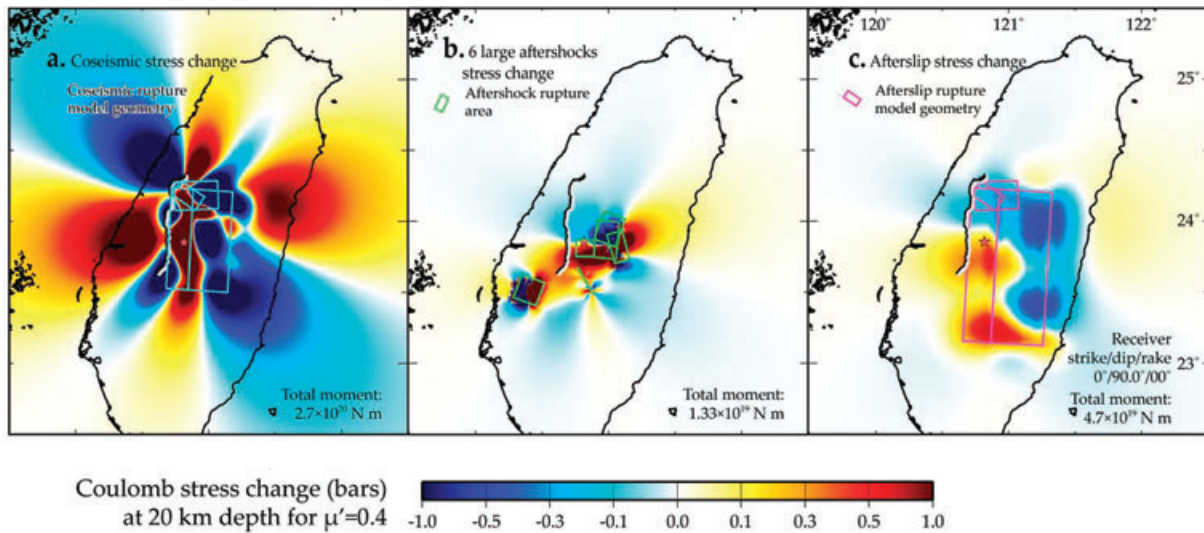 a. Coseismic stress change
Coseismic rupture
model geometry
Total moment:
2.7×10²⁰ N m
b. 6 large aftershocks
stress change
Aftershock rupture
area
Total moment:
1.33×10¹⁹ N m
120° 121° 122°
c. Afterslip stress change
Afterslip rupture
model geometry
25°
24°
23°
Receiver
strike/dip/rake
0°/90.0°/00°
Total moment:
4.7×10¹⁹ N m
Coulomb stress change (bars)
at 20 km depth for μ'=0.4
-1.0 -0.5 -0.3 -0.1 0.0 0.1 0.3 0.5 1.0